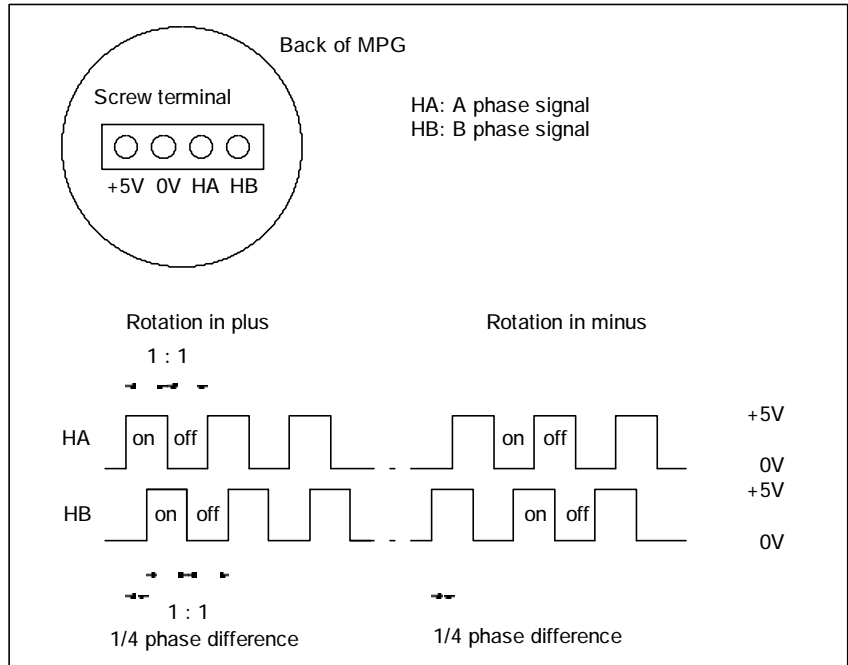 Back of MPG
Screw terminal
+5V 0V HA HB
HA: A phase signal
HB: B phase signal
Rotation in plus
Rotation in minus
1 : 1
HA
on off
on off
+5V
0V
HB
on off
on off
+5V
0V
1 : 1
1/4 phase difference
1/4 phase difference